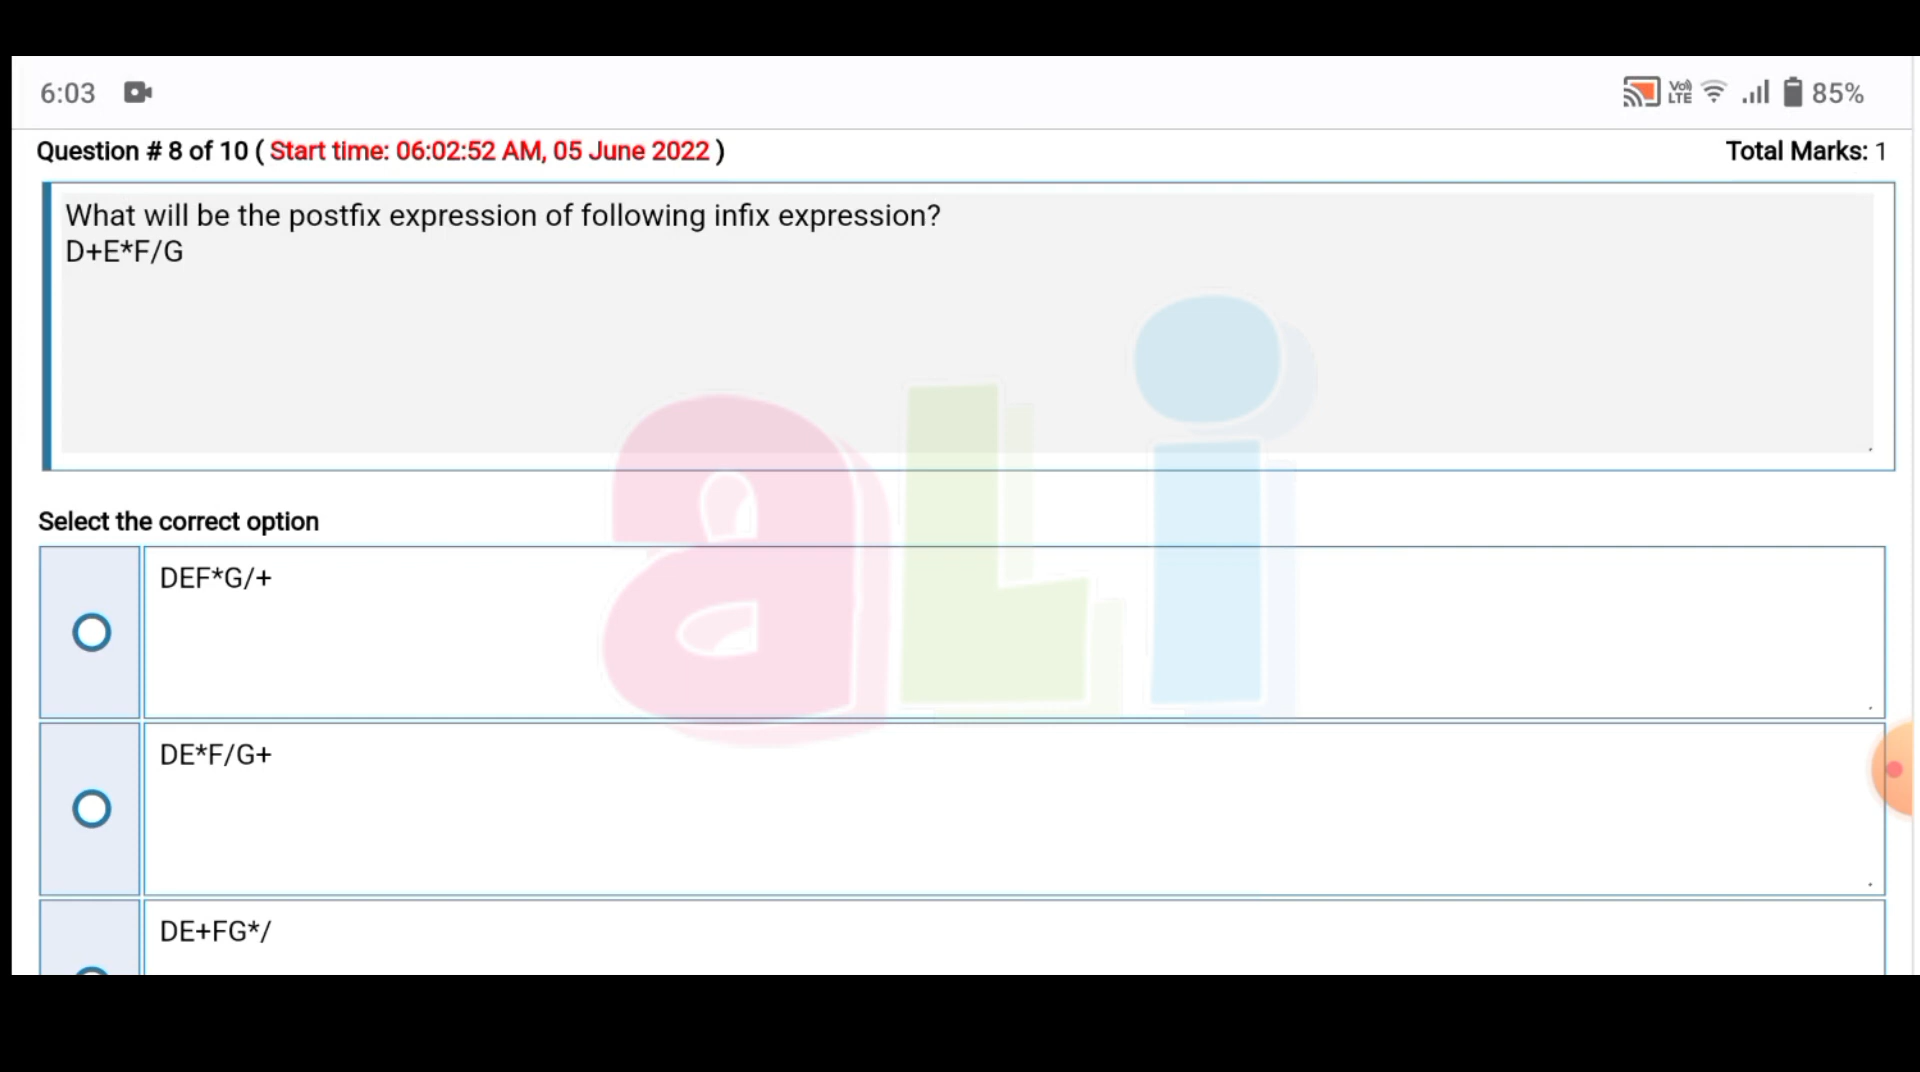 6:03
Vo) LTE 85%
Question # 8 of 10 ( Start time: 06:02:52 AM, 05 June 2022 ) Total Marks: 1
What will be the postfix expression of following infix expression?
D+E*F/G
aLi
Select the correct option
DEF*G/+
DE*F/G+
DE+FG*/